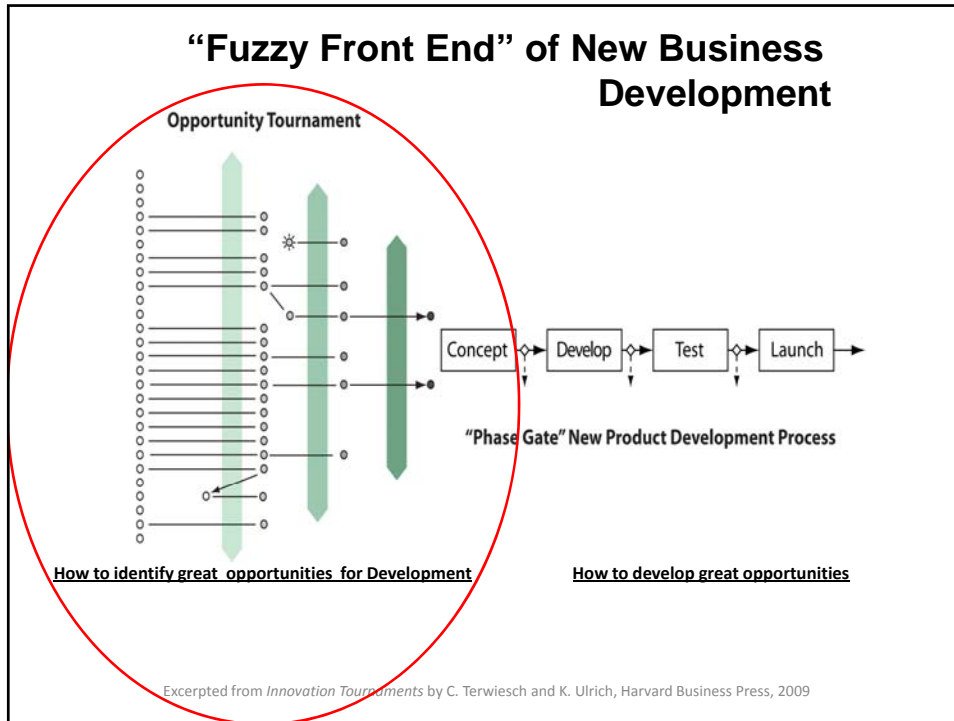 “Fuzzy Front End” of New Business
Development
Opportunity Tournament
Concept
Develop
Test
Launch
“Phase Gate” New Product Development Process
How to identify great  opportunities  for Development
How to develop great opportunities
Excerpted from Innovation Tournaments by C. Terwiesch and K. Ulrich, Harvard Business Press, 2009